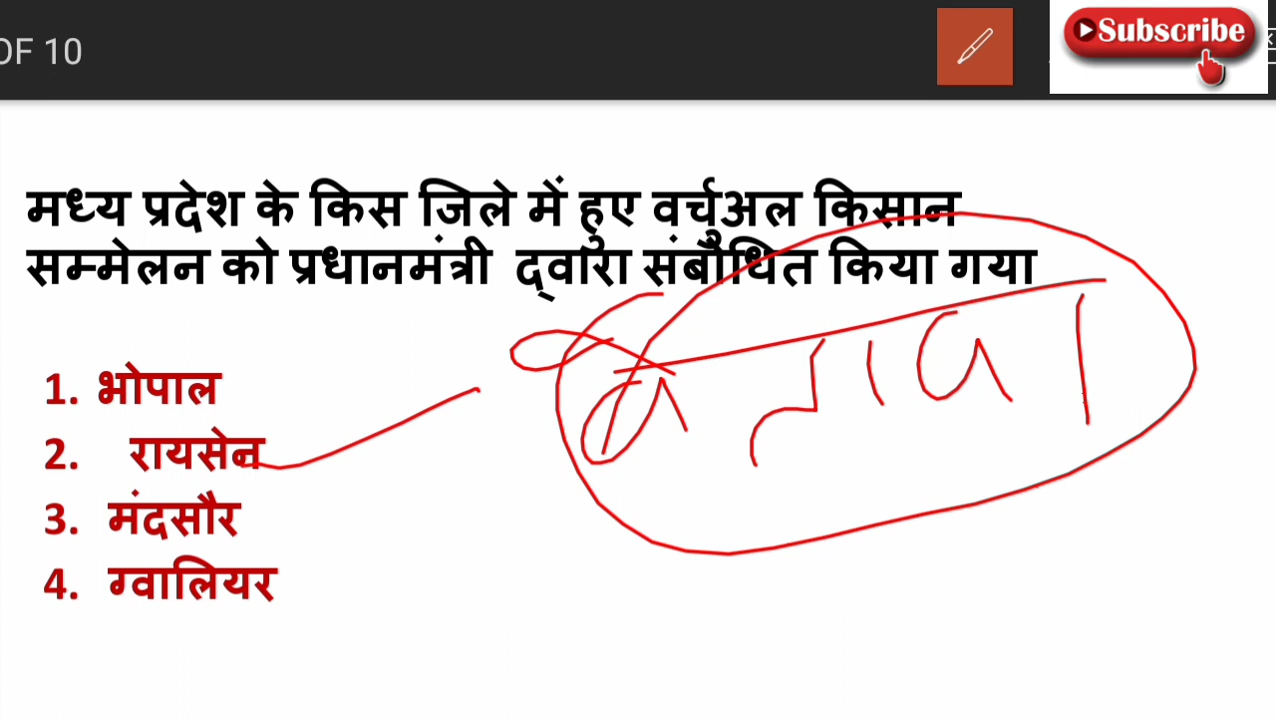 OF 10
Subscribe
मध्य प्रदेश के किस जिले में हुए वर्चुअल किसान
सम्मेलन को प्रधानमंत्री द्वारा संबोधित किया गया
1. भोपाल
2. रायसेन
3. मंदसौर
4. ग्वालियर